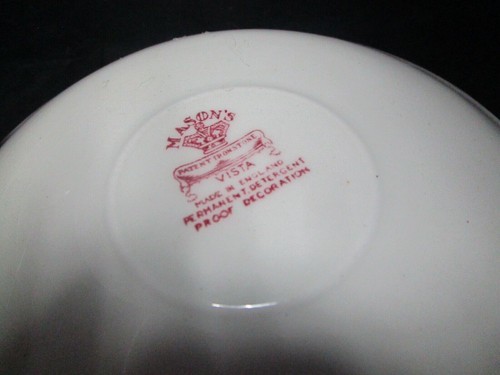 MASON'S
PATENT IRONSTONE
VISTA
MADE IN ENGLAND
PERMANENT. DETERGENT
PROOF DECORATION